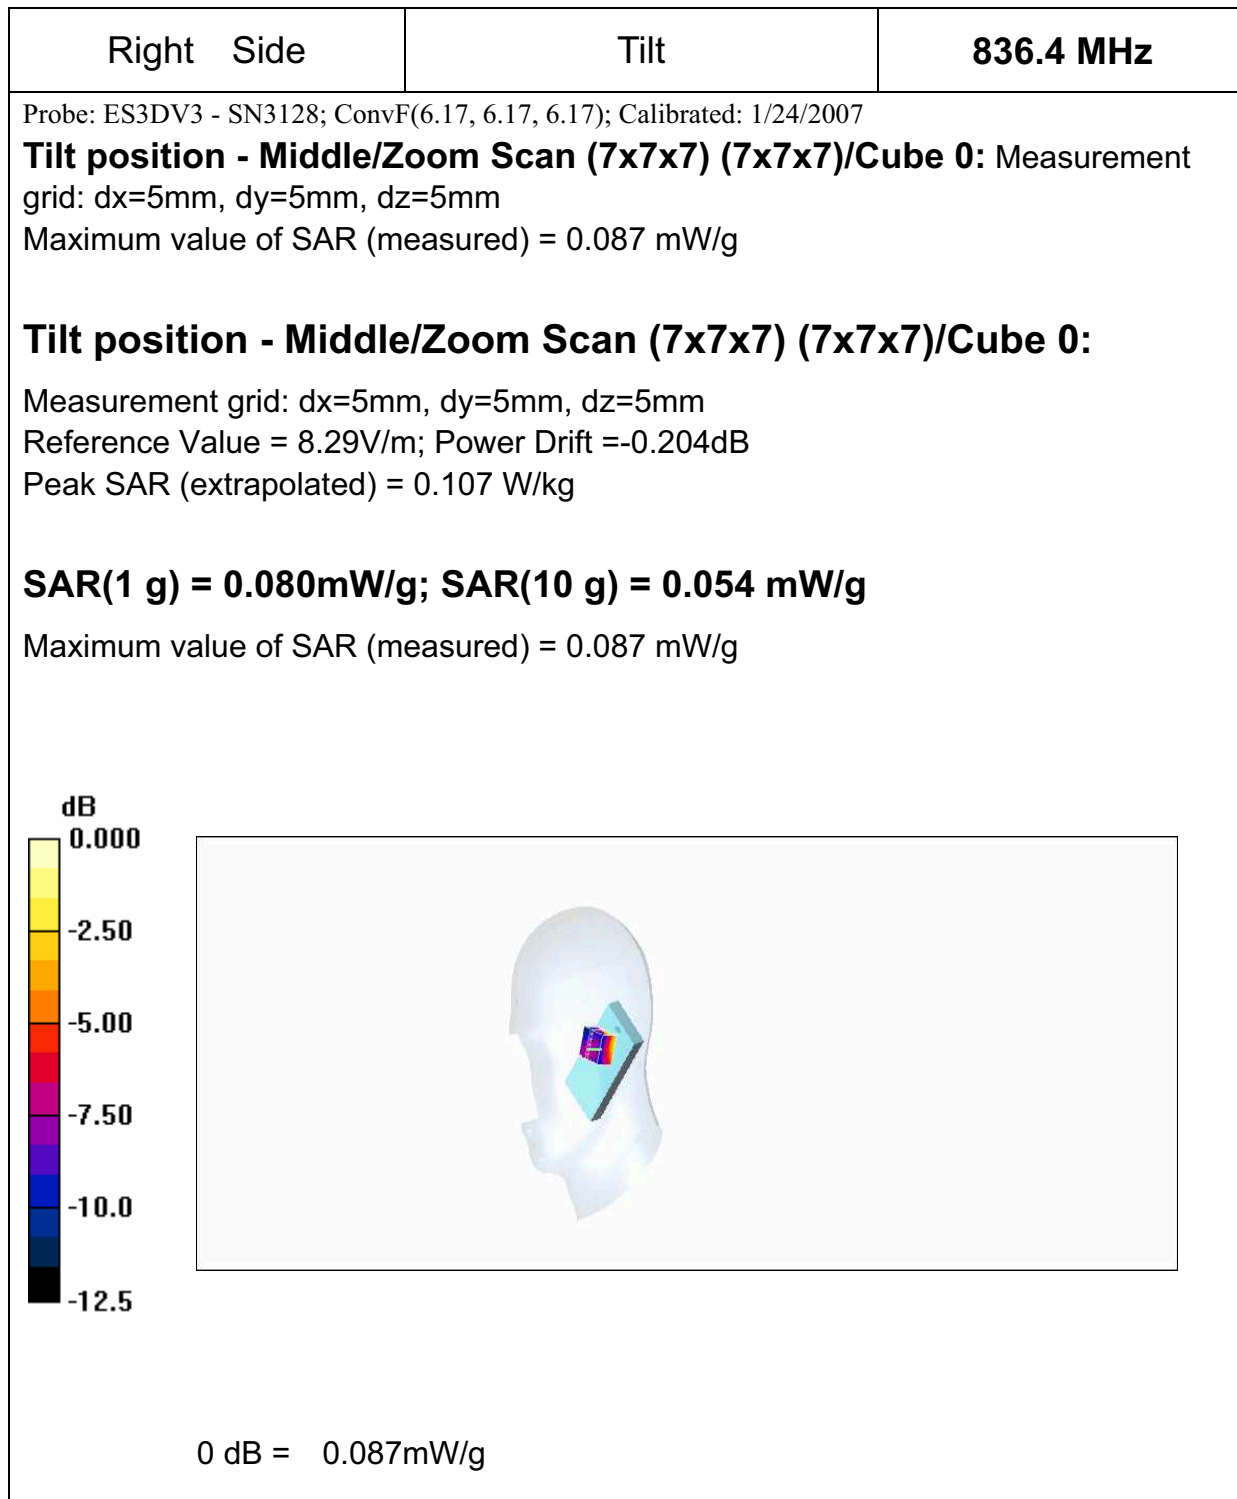 Right Side Tilt 836.4 MHz
Probe: ES3DV3 - SN3128; ConvF(6.17, 6.17, 6.17); Calibrated: 1/24/2007
Tilt position - Middle/Zoom Scan (7x7x7) (7x7x7)/Cube 0: Measurement
grid: dx=5mm, dy=5mm, dz=5mm
Maximum value of SAR (measured) = 0.087 mW/g
Tilt position - Middle/Zoom Scan (7x7x7) (7x7x7)/Cube 0:
Measurement grid: dx=5mm, dy=5mm, dz=5mm
Reference Value = 8.29V/m; Power Drift =-0.204dB
Peak SAR (extrapolated) = 0.107 W/kg
SAR(1 g) = 0.080mW/g; SAR(10 g) = 0.054 mW/g
Maximum value of SAR (measured) = 0.087 mW/g
dB
0.000
-2.50
-5.00
-7.50
-10.0
-12.5
0 dB = 0.087mW/g